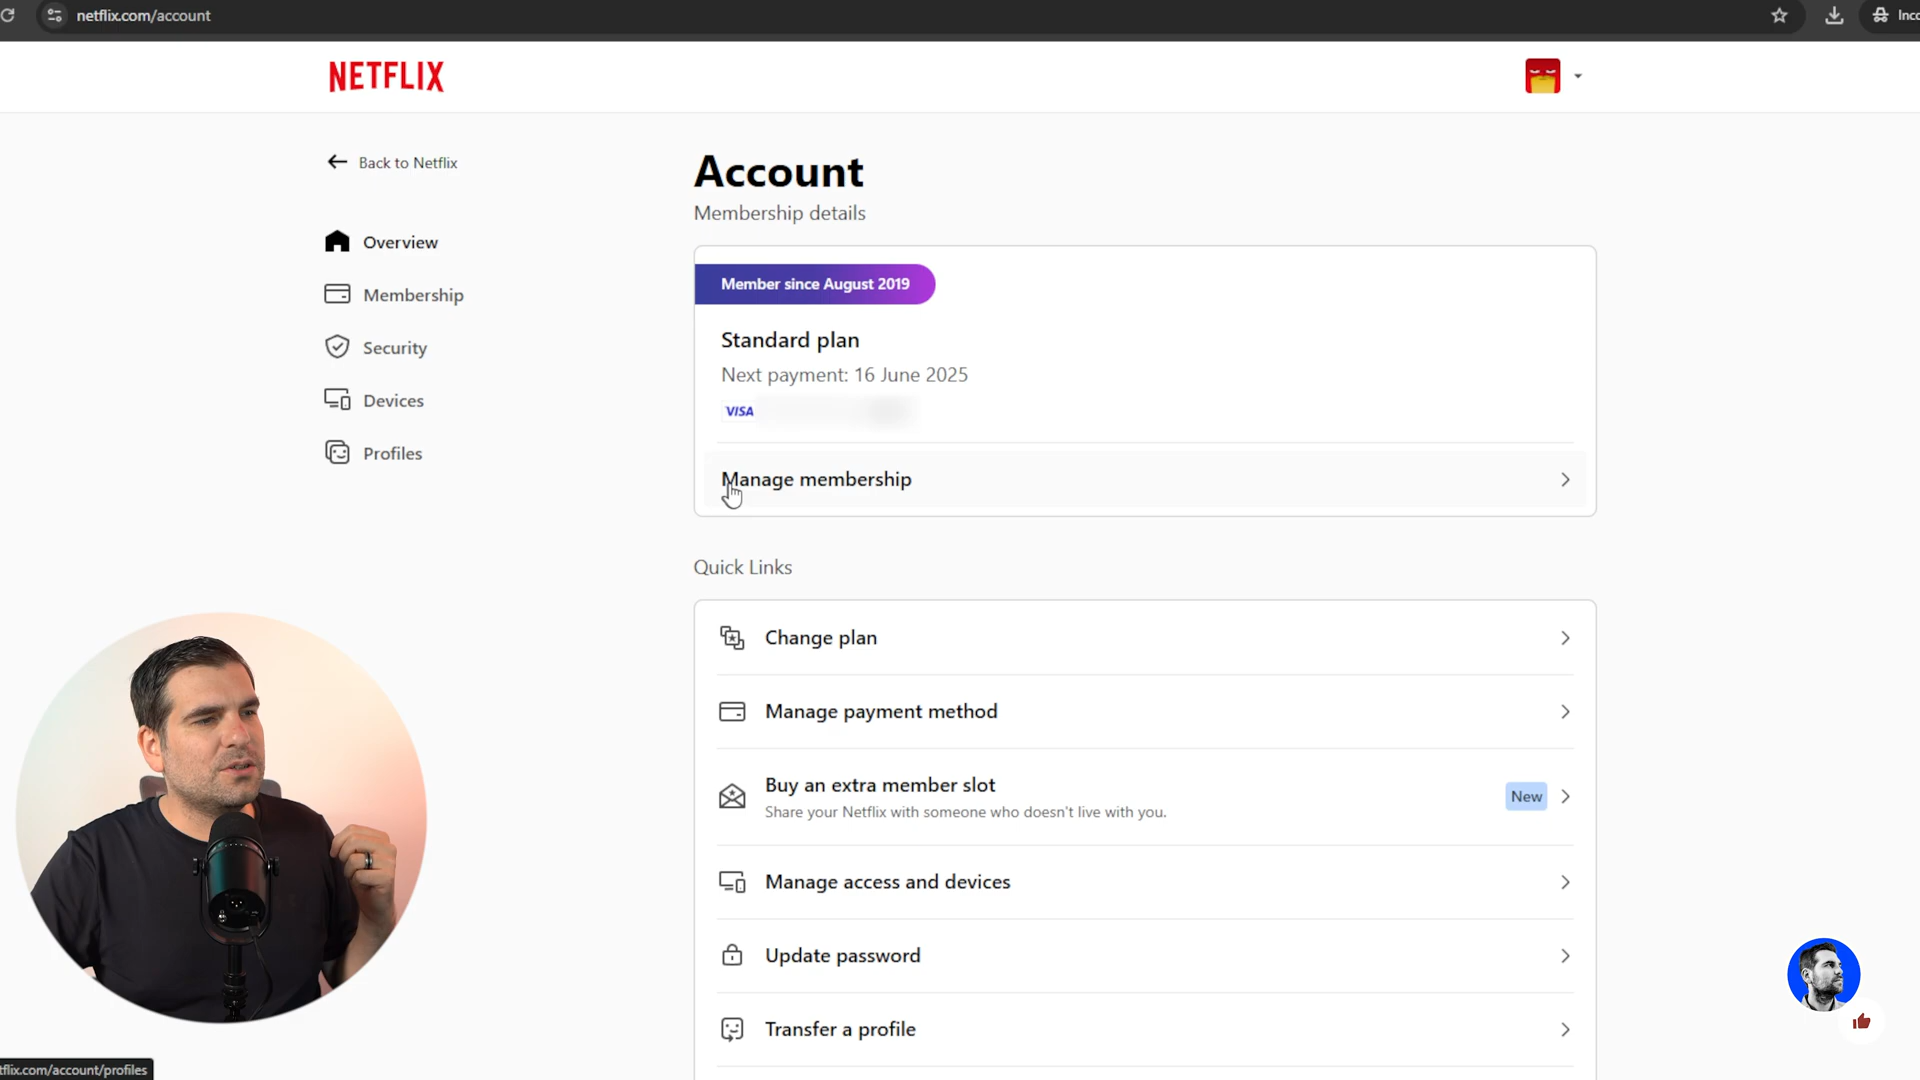 netflix.com/account
NETFLIX
Back to Netflix
Overview
Membership
Security
Devices
Profiles
Account
Membership details
Member since August 2019
Standard plan
Next payment: 16 June 2025
VISA
Manage membership
Quick Links
Change plan
Manage payment method
Buy an extra member slot
Share your Netflix with someone who doesn't live with you.
New
Manage access and devices
Update password
Transfer a profile
tflix.com/account/profiles